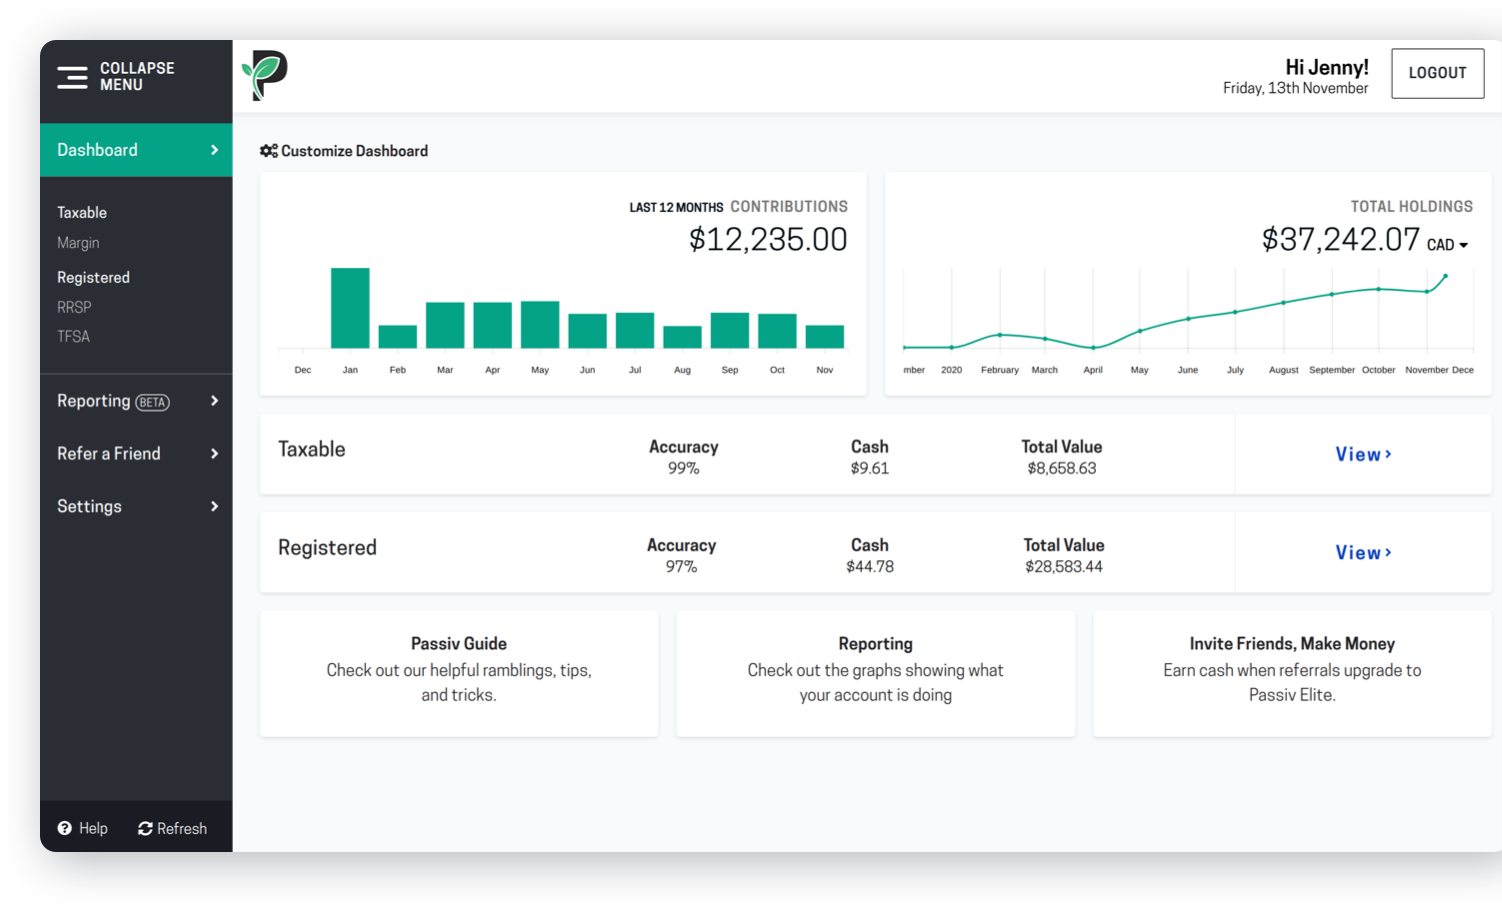 COLLAPSE
MENU
Hi Jenny!
Friday, 13th November
LOGOUT
Dashboard
Taxable
Margin
Registered
RRSP
TFSA
Reporting BETA
Refer a Friend
Settings
Help Refresh
Customize Dashboard
LAST 12 MONTHS CONTRIBUTIONS
$12,235.00
Dec Jan Feb Mar Apr May Jun Jul Aug Sep Oct Nov
TOTAL HOLDINGS
$37,242.07 CAD
mber 2020 February March April May June July August September October November Dece
Taxable
Accuracy
99%
Cash
$9.61
Total Value
$8,658.63
View
Registered
Accuracy
97%
Cash
$44.78
Total Value
$28,583.44
View
Passiv Guide
Check out our helpful ramblings, tips,
and tricks.
Reporting
Check out the graphs showing what
your account is doing
Invite Friends, Make Money
Earn cash when referrals upgrade to
Passiv Elite.